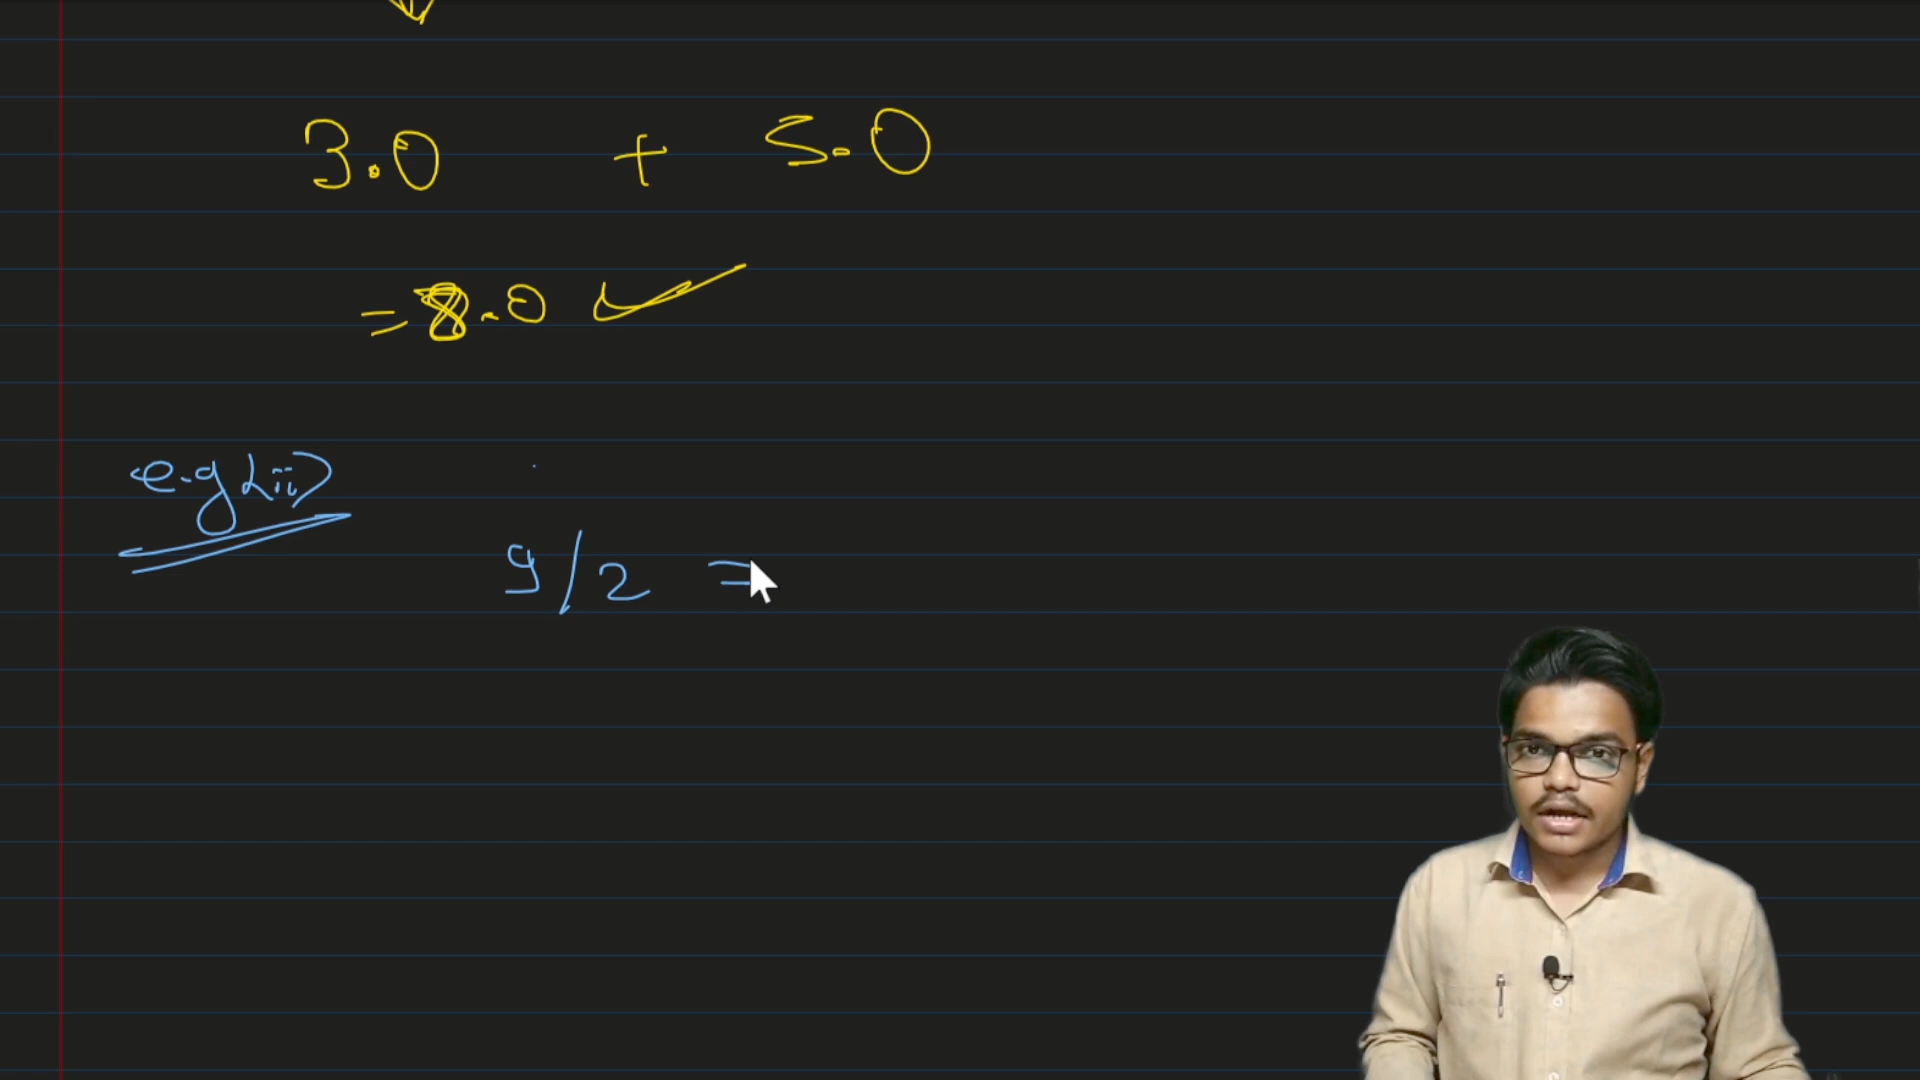 3.0 + 5.0
= 8.0 ✓
e.g (ii)
9/2 =